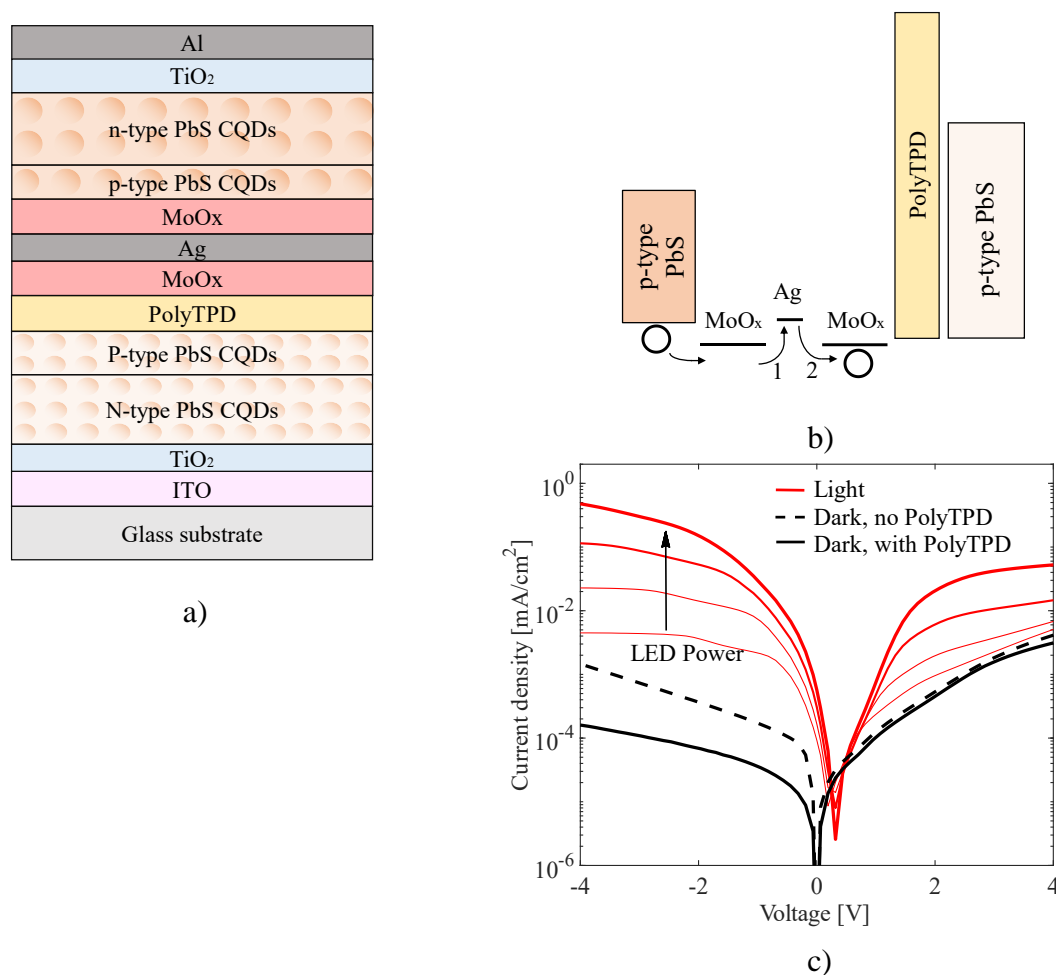 Al
TiO2
n-type PbS CQDs
p-type PbS CQDs
MoOx
Ag
MoOx
PolyTPD
P-type PbS CQDs
N-type PbS CQDs
TiO2
ITO
Glass substrate
a)
p-type
PbS
MoOx
Ag
MoOx
1
2
PolyTPD
p-type PbS
b)
Current density [mA/cm2]
10^0
10^-2
10^-4
10^-6
Light
Dark, no PolyTPD
Dark, with PolyTPD
LED Power
-4
-2
0
2
4
Voltage [V]
c)